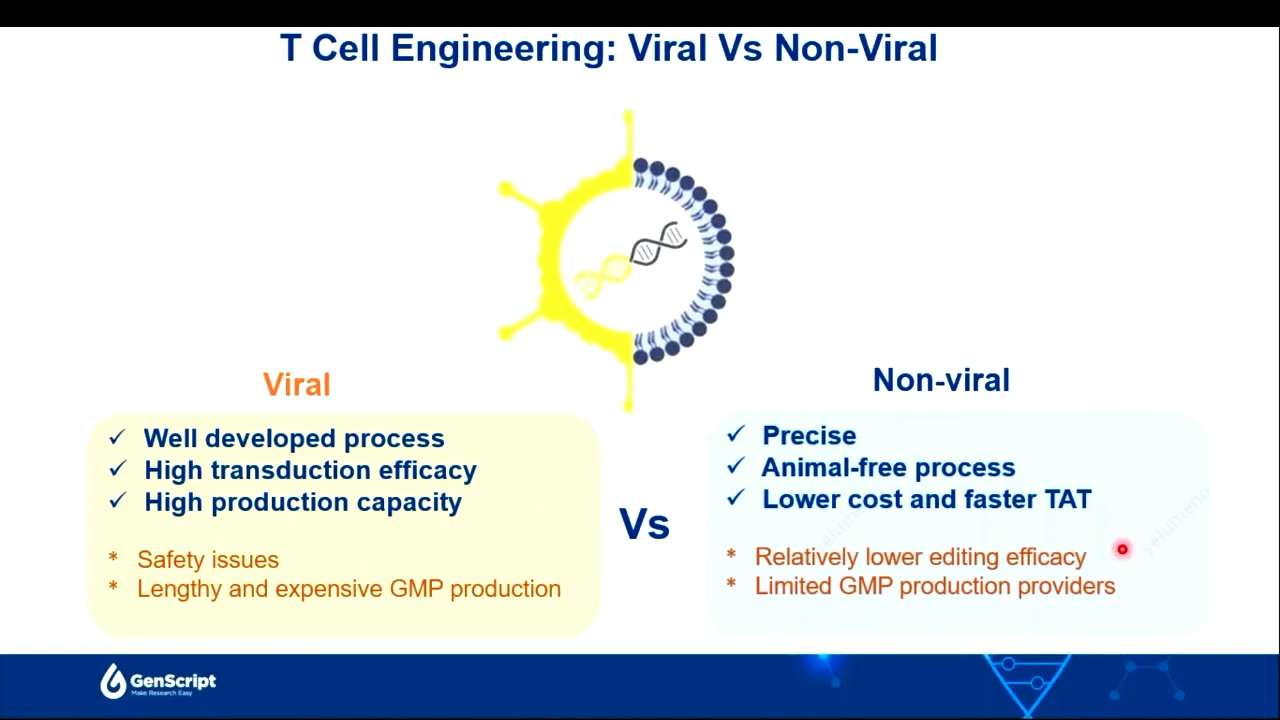 T Cell Engineering: Viral Vs Non-Viral
Viral
✓ Well developed process
✓ High transduction efficacy
✓ High production capacity
* Safety issues
* Lengthy and expensive GMP production
Vs
Non-viral
✓ Precise
✓ Animal-free process
✓ Lower cost and faster TAT
* Relatively lower editing efficacy
* Limited GMP production providers
GenScript
Make Research Easy